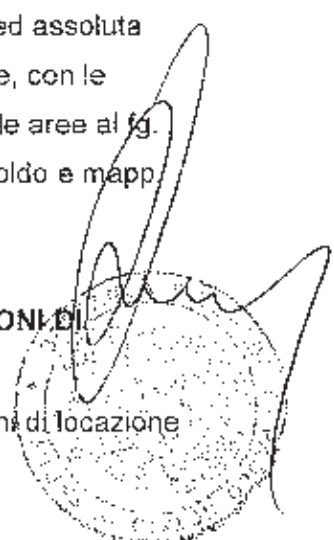 ed assoluta
e, con le
le aree al fg.
oldo e mapp.
ONI DI
ni di locazione